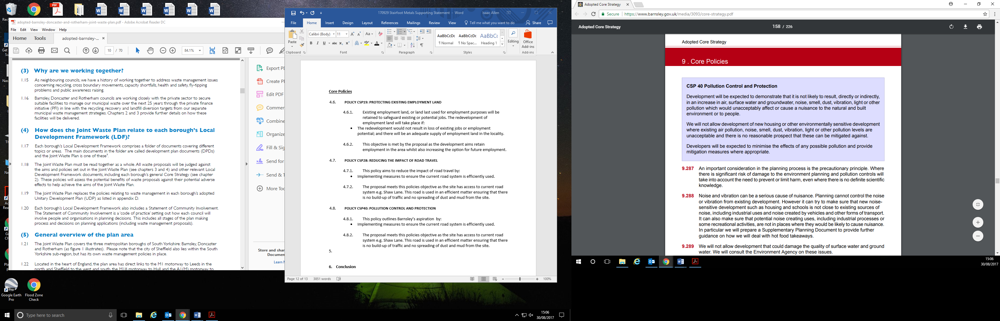 adopted-barnsley-doncaster-and-rotherham-joint-waste-plan.pdf - Adobe Acrobat Reader DC
File Edit View Window Help
Home Tools adopted-barnsley-... ×
10 / 70 84.1%
(3) Why are we working together?
1.15 As neighbouring councils, we have a history of working together to address waste management issues
concerning recycling, cross boundary movements, capacity shortfalls, health and safety, fly-tipping
problems and public awareness raising.
1.16 Barnsley, Doncaster and Rotherham councils are working closely with the private sector to secure
suitable facilities to manage our municipal waste over the next 25 years through the private finance
initiative (PFI) in line with the recycling, recovery and landfill diversion targets from our separate
municipal waste management strategies. Chapters 2 and 3 provide further details on how these
facilities will be delivered.
(4) How does the Joint Waste Plan relate to each borough's Local
Development Framework (LDF)?
1.17 Each borough's Local Development Framework comprises a folder of documents covering different
topics or areas. The main documents in the folder are called development plan documents (DPDs)
and the Joint Waste Plan is one of these7.
1.18 The Joint Waste Plan must be read together as a whole. All waste proposals will be judged against
the aims and policies set out in the Joint Waste Plan (see chapters 3 and 4) and other relevant Local
Development Framework documents, including each borough's general Core Strategy (see chapter
2). These policies will assess the potential benefits of waste proposals against their potential adverse
effects to help achieve the aims of the Joint Waste Plan.
1.19 The Joint Waste Plan replaces the policies relating to waste management in each borough's adopted
Unitary Development Plan (UDP) as listed in appendix D.
1.20 Each borough's Local Development Framework also includes a Statement of Community Involvement.
The Statement of Community Involvement is a 'code of practice' setting out how each council will
involve people and organisations in planning decisions. This includes all stages of the plan making
process and decisions on planning applications (including waste management proposals).
(5) General overview of the plan area
1.21 The Joint Waste Plan covers the three metropolitan boroughs of South Yorkshire: Barnsley, Doncaster
and Rotherham (as figure 1 illustrates). Please note that the city of Sheffield also lies within the South
Yorkshire sub-region, but has its own waste management policies in place.
1.22 Located in the heart of England, the plan area has direct links to the M1 motorway to Leeds in the
north and Sheffield to the west and south, the M18 motorway to Hull and the A1(M) motorway to
Export PD
Create P
Edit PDF
Commer
Combine
Organize
Fill & Sig
Send for
Send & T
More Too
Store and shar
Documen
Learn M
Google Earth
Pro
Flood Zone
Check
Type here to search
15:06
30/08/2017
170929 Stairfoot Metals Supporting Statement - Word Isaac Allen
File Home Insert Design Layout References Mailings Review View Tell me what you want to do Share
Paste Calibri (Body) 11 AaBbCcDc AaBbCcDc AaBbCc Editing Office
¶ Normal ¶ No Spac... Heading 1 Add-ins
Clipboard Font Paragraph Styles Add-ins
Core Policies
4.6. POLICY CSP19: PROTECTING EXISTING EMPLOYMENT LAND
4.6.1. Existing employment land, or land last used for employment purposes will be
retained to safeguard existing or potential jobs. The redevelopment of
employment land will take place if:
• The redevelopment would not result in loss of existing jobs or employment
potential; and there will be an adequate supply of employment land in the locality.
4.6.2. This objective is met by the proposal as the development aims retain
employment in the area whilst also increasing the option for future employment.
4.7. POLICY CSP28: REDUCING THE IMPACT OF ROAD TRAVEL
4.7.1. This policy aims to reduce the impact of road travel by:
• Implementing measures to ensure the current road system is efficiently used.
4.7.2. The proposal meets this policies objective as the site has access to current road
system e.g. Shaw Lane. This road is used in an efficient matter ensuring that there
is no build-up of traffic and no spreading of dust and mud from the site.
4.8. POLICY CSP40: POLLUTION CONTROL AND PROTECTION
4.8.1. This policy outlines Barnsley's aspiration by:
• Implementing measures to ensure the current road system is efficiently used.
4.8.2. The proposal meets this policies objective as the site has access to current road
system e.g. Shaw Lane. This road is used in an efficient matter ensuring that there
is no build-up of traffic and no spreading of dust and mud from the site.
5.
6. Conclusion
Page 12 of 13 3851 words 100%
Adopted Core Strategy ×
Secure https://www.barnsley.gov.uk/media/3093/core-strategy.pdf
Adopted Core Strategy 158 / 226
Adopted Core Strategy
9 . Core Policies
CSP 40 Pollution Control and Protection
Development will be expected to demonstrate that it is not likely to result, directly or indirectly,
in an increase in air, surface water and groundwater, noise, smell, dust, vibration, light or other
pollution which would unacceptably affect or cause a nuisance to the natural and built
environment or to people.
We will not allow development of new housing or other environmentally sensitive development
where existing air pollution, noise, smell, dust, vibration, light or other pollution levels are
unacceptable and there is no reasonable prospect that these can be mitigated against.
Developers will be expected to minimise the effects of any possible pollution and provide
mitigation measures where appropriate.
9.287 An important consideration in the planning process is the precautionary principle. Where
there is significant risk of damage to the environment planning and pollution controls will
take into account the need to prevent or limit harm, even where there is no definite scientific
knowledge.
9.288 Noise and vibration can be a serious cause of nuisance. Planning cannot control the noise
or vibration from existing development. However it can try to make sure that new noise-
sensitive development such as housing and schools is not close to existing sources of
noise, including industrial uses and noise created by vehicles and other forms of transport.
It can also make sure that potential noise creating uses, including industrial processes or
some recreational activities, are not in places where they would be likely to cause nuisance.
In particular we will prepare a Supplementary Planning Document to provide further
guidance on how we will deal with hot food takeaways.
9.289 We will not allow development that could damage the quality of surface water and ground
water. We will consult the Environment Agency on these issues.
15:06
30/08/2017